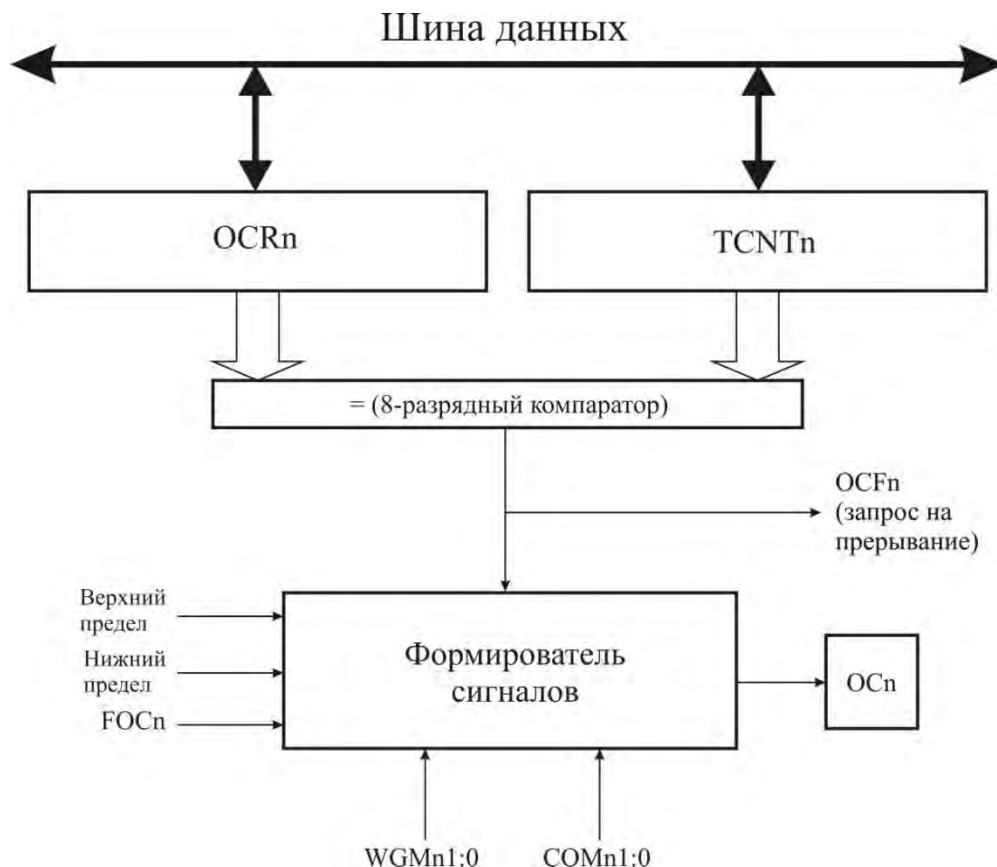 Шина данных
OCRn
TCNTn
= (8-разрядный компаратор)
OCFn
(запрос на
прерывание)
Верхний
предел
Нижний
предел
FOCn
Формирователь
сигналов
OCn
WGMn1:0
COMn1:0